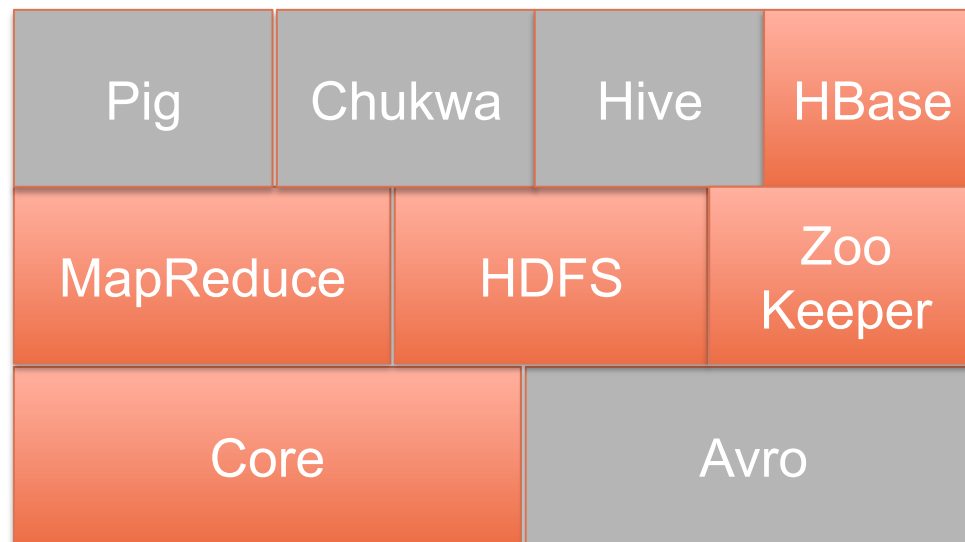 Pig
Chukwa
Hive
HBase
MapReduce
HDFS
Zoo
Keeper
Core
Avro